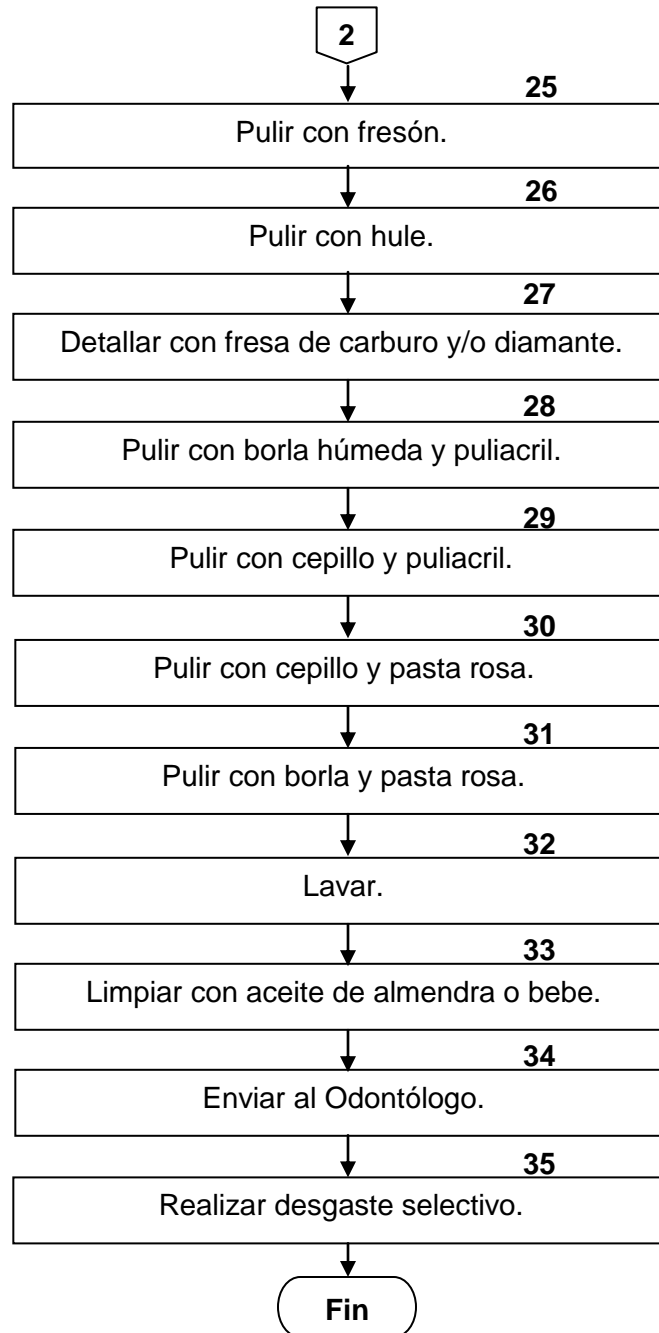 2
25
Pulir con fresón.
26
Pulir con hule.
27
Detallar con fresa de carburo y/o diamante.
28
Pulir con borla húmeda y puliacril.
29
Pulir con cepillo y puliacril.
30
Pulir con cepillo y pasta rosa.
31
Pulir con borla y pasta rosa.
32
Lavar.
33
Limpiar con aceite de almendra o bebe.
34
Enviar al Odontólogo.
35
Realizar desgaste selectivo.
Fin